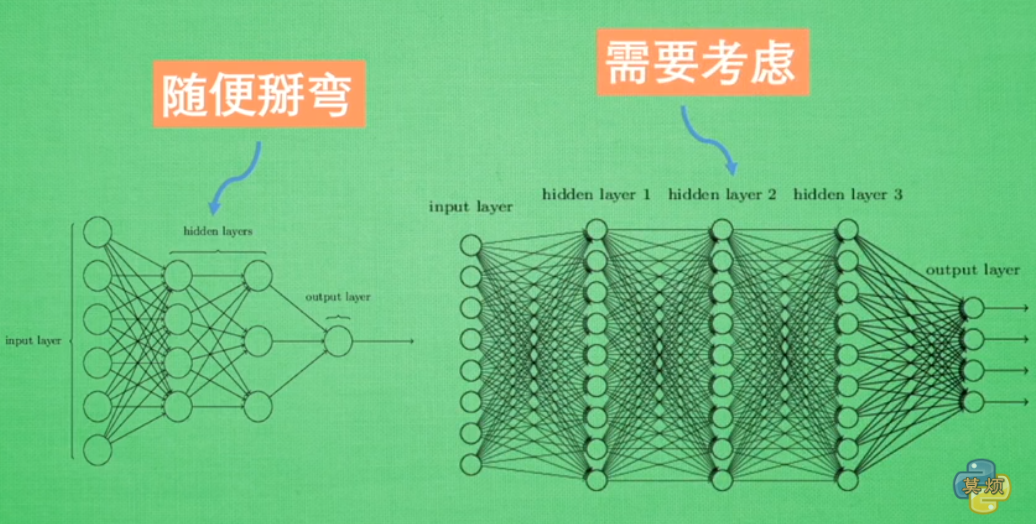 随便掰弯
需要考虑
hidden layers
output layer
input layer
input layer
hidden layer 1
hidden layer 2
hidden layer 3
output layer
莫烦